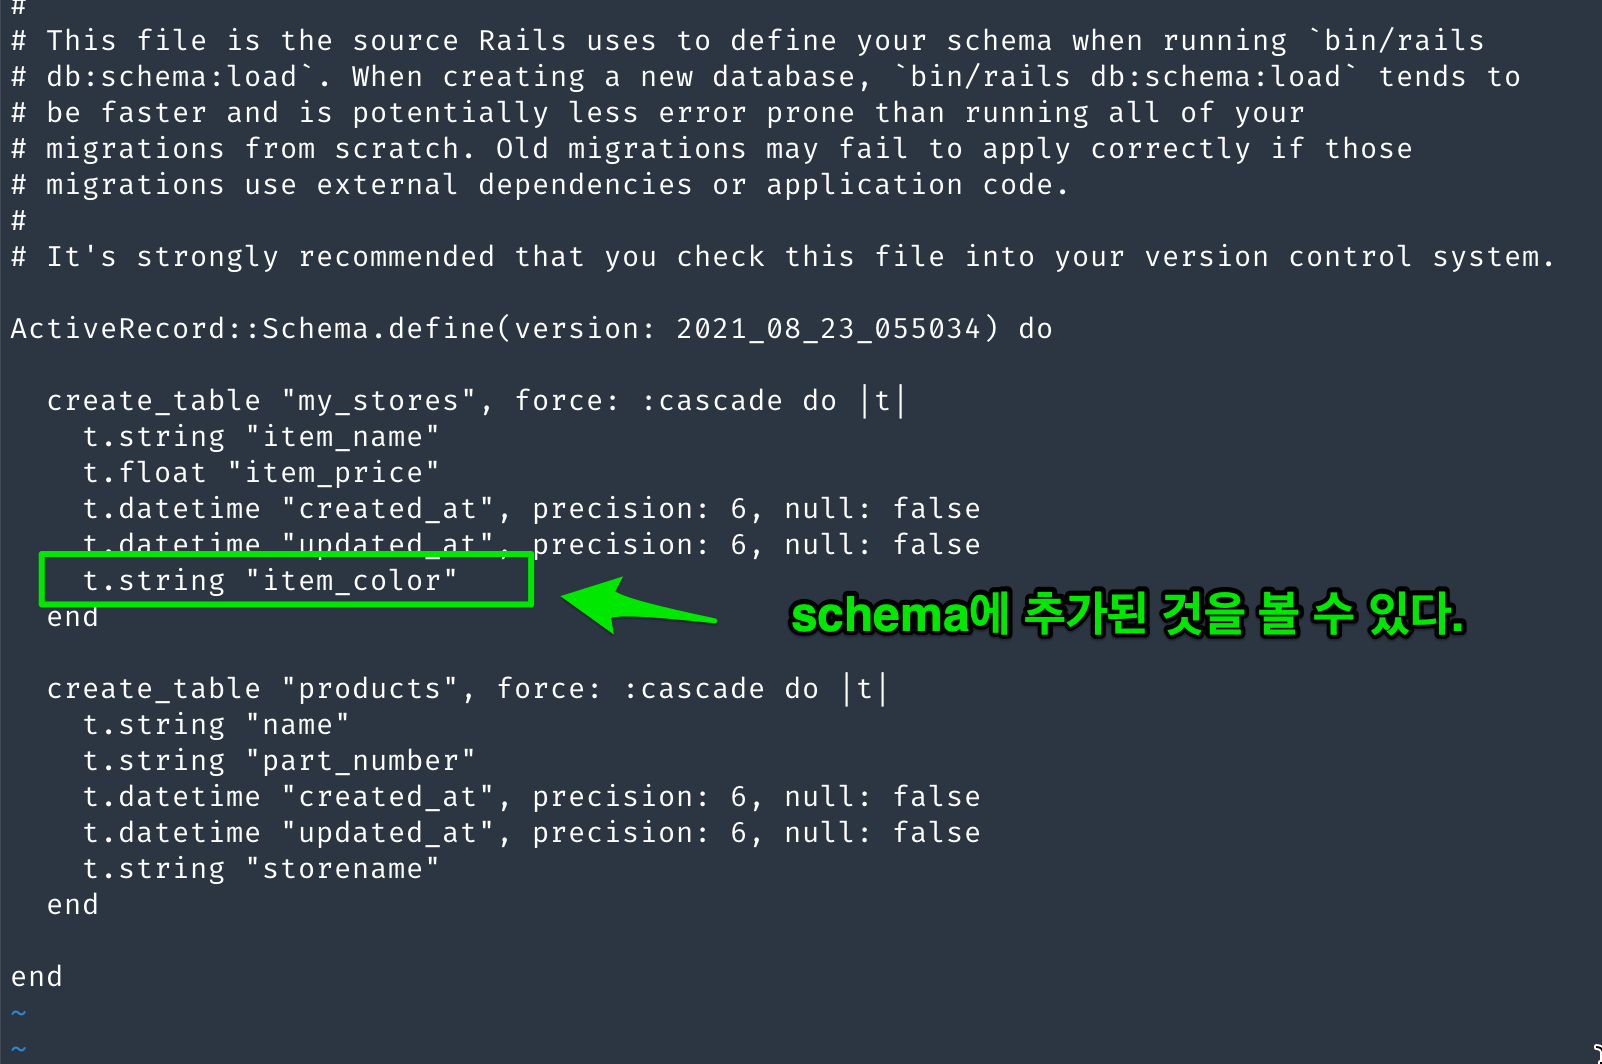 #
# This file is the source Rails uses to define your schema when running `bin/rails
# db:schema:load`. When creating a new database, `bin/rails db:schema:load` tends to
# be faster and is potentially less error prone than running all of your
# migrations from scratch. Old migrations may fail to apply correctly if those
# migrations use external dependencies or application code.
#
# It's strongly recommended that you check this file into your version control system.
ActiveRecord::Schema.define(version: 2021_08_23_055034) do
create_table "my_stores", force: :cascade do |t|
t.string "item_name"
t.float "item_price"
t.datetime "created_at", precision: 6, null: false
t.datetime "updated_at", precision: 6, null: false
t.string "item_color"
schema에 추가된 것을 볼 수 있다.
end
create_table "products", force: :cascade do |t|
t.string "name"
t.string "part_number"
t.datetime "created_at", precision: 6, null: false
t.datetime "updated_at", precision: 6, null: false
t.string "storename"
end
end
~
~